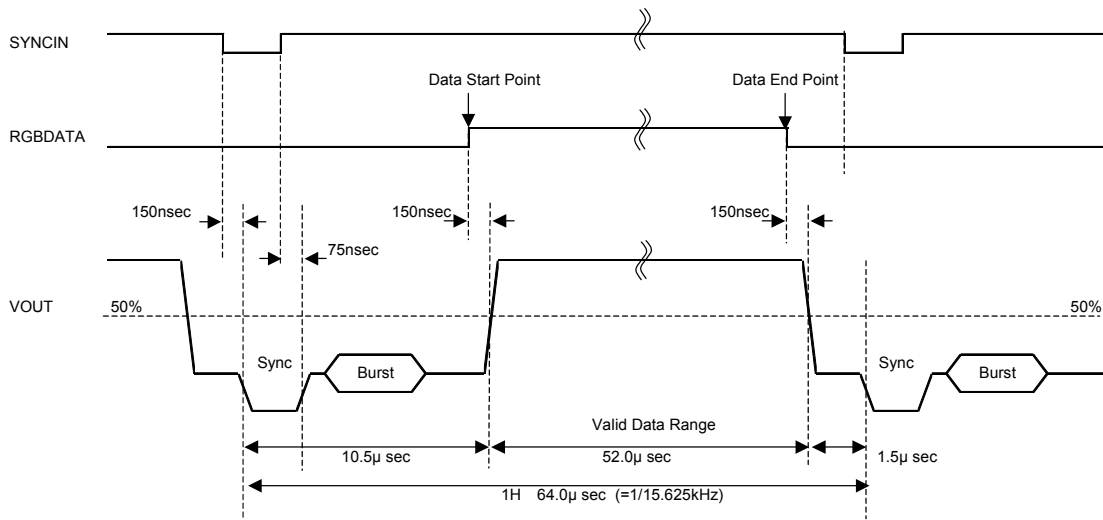 SYNCIN
Data Start Point
Data End Point
RGBDATA
150nsec
150nsec
150nsec
75nsec
VOUT
50%
50%
Sync
Burst
Sync
Burst
Valid Data Range
10.5μ sec
52.0μ sec
1.5μ sec
1H 64.0μ sec (=1/15.625kHz)